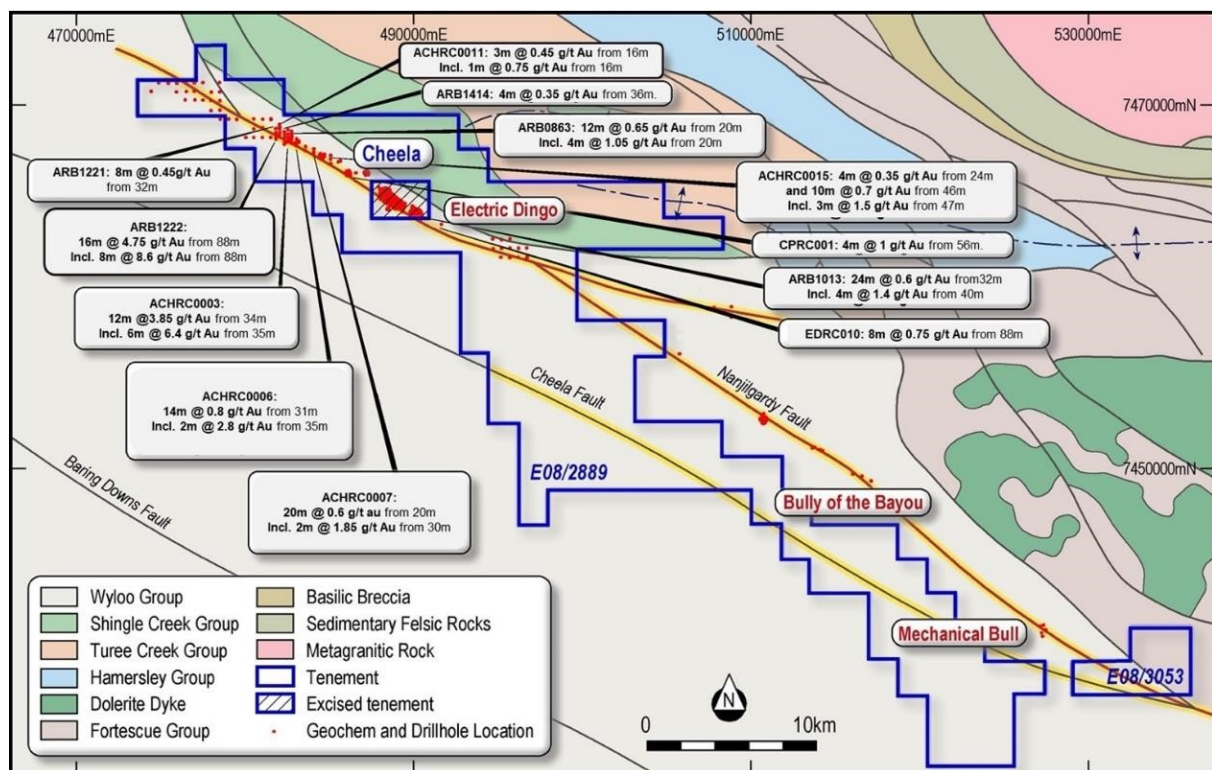 470000mE
490000mE
510000mE
530000mE
ACHRC0011: 3m @ 0.45 g/t Au from 16m
Incl. 1m @ 0.75 g/t Au from 16m
ARB1414: 4m @ 0.35 g/t Au from 36m.
7470000mN
ARB0863: 12m @ 0.65 g/t Au from 20m
Incl. 4m @ 1.05 g/t Au from 20m
Cheela
ARB1221: 8m @ 0.45g/t Au
from 32m
ACHRC0015: 4m @ 0.35 g/t Au from 24m
and 10m @ 0.7 g/t Au from 46m
Incl. 3m @ 1.5 g/t Au from 47m
Electric Dingo
ARB1222:
16m @ 4.75 g/t Au from 88m
Incl. 8m @ 8.6 g/t Au from 88m
CPRC001: 4m @ 1 g/t Au from 56m.
ARB1013: 24m @ 0.6 g/t Au from32m
Incl. 4m @ 1.4 g/t Au from 40m
ACHRC0003:
12m @3.85 g/t Au from 34m
Incl. 6m @ 6.4 g/t Au from 35m
EDRC010: 8m @ 0.75 g/t Au from 88m
ACHRC0006:
14m @ 0.8 g/t Au from 31m
Incl. 2m @ 2.8 g/t Au from 35m
Cheela Fault
Nanjilgardy Fault
Baring Downs Fault
E08/2889
7450000mN
ACHRC0007:
20m @ 0.6 g/t au from 20m
Incl. 2m @ 1.85 g/t Au from 30m
Bully of the Bayou
Mechanical Bull
E08/3053
Wyloo Group
Shingle Creek Group
Turee Creek Group
Hamersley Group
Dolerite Dyke
Fortescue Group
Basilic Breccia
Sedimentary Felsic Rocks
Metagranitic Rock
Tenement
Excised tenement
Geochem and Drillhole Location
N
0
10km